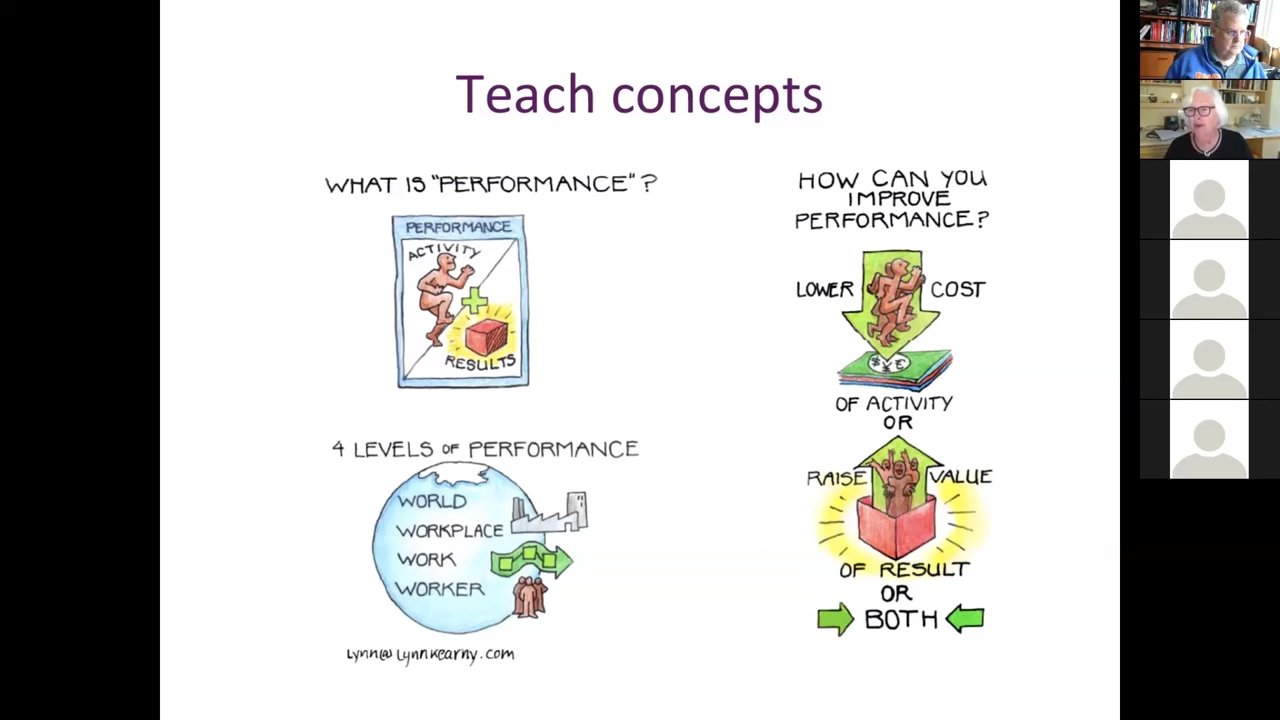 Teach concepts
WHAT IS "PERFORMANCE"?
PERFORMANCE
ACTIVITY
RESULTS
4 LEVELS OF PERFORMANCE
WORLD
WORKPLACE
WORK
WORKER
Lynn@Lynnkearny.com
HOW CAN YOU
IMPROVE
PERFORMANCE?
LOWER COST
$ ¥ €
OF ACTIVITY
OR
RAISE VALUE
OF RESULT
OR
BOTH